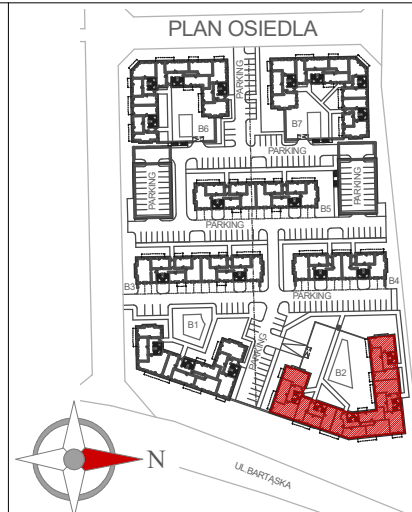 PLAN OSIEDLA
PARKING
B6
B7
PARKING
PARKING
PARKING
B5
PARKING
B3
B4
PARKING
B1
PARKING
B2
N
UL.BARTĄSKA